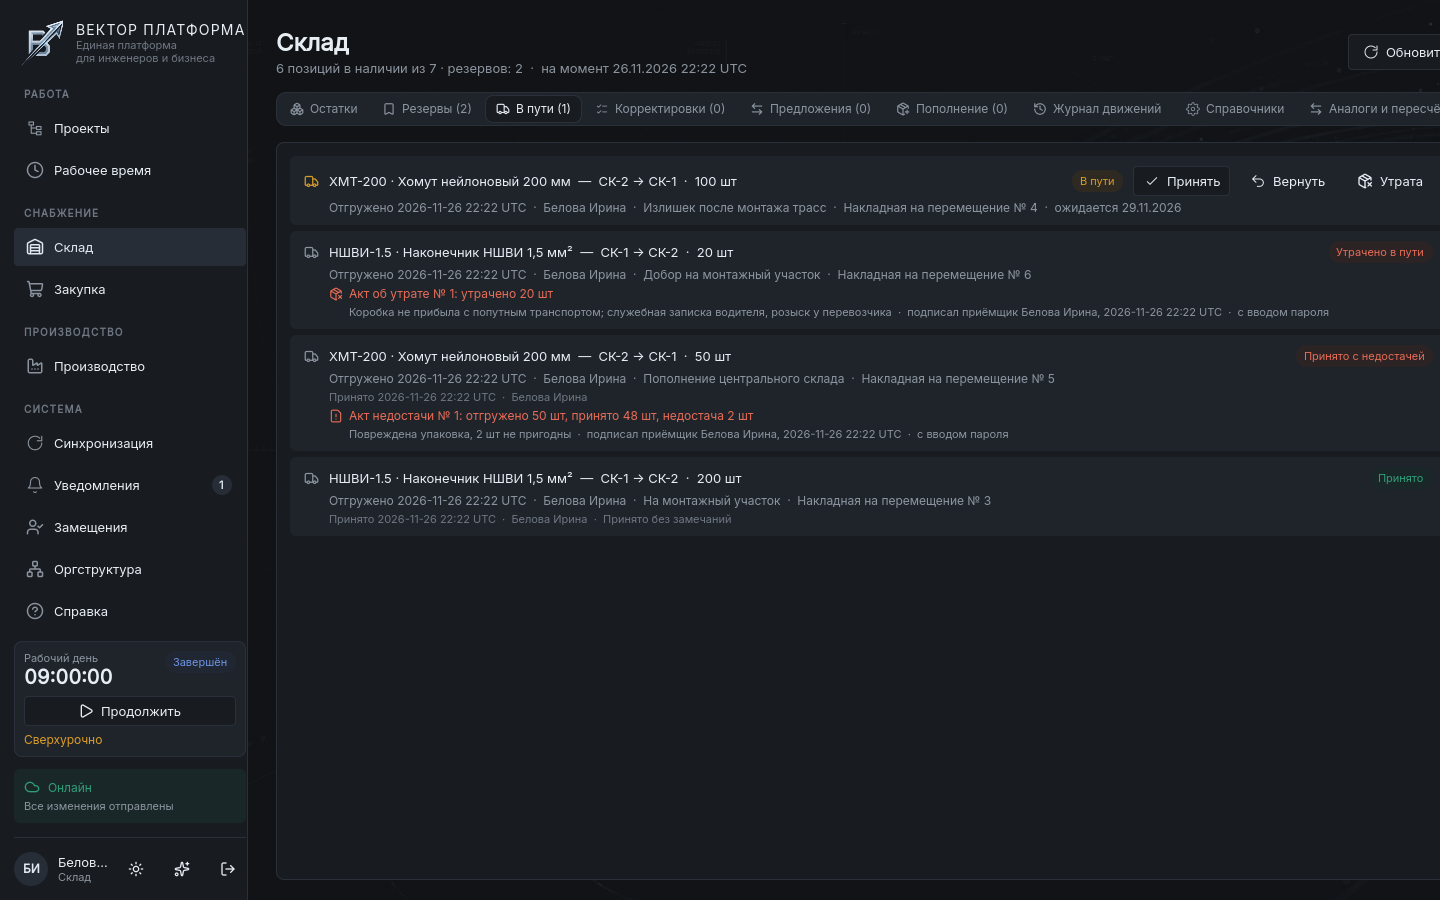 ВЕКТОР ПЛАТФОРМА
Единая платформа
для инженеров и бизнеса
РАБОТА
Проекты
Рабочее время
СНАБЖЕНИЕ
Склад
Закупка
ПРОИЗВОДСТВО
Производство
СИСТЕМА
Синхронизация
Уведомления 1
Замещения
Оргструктура
Справка
Рабочий день
Завершён
09:00:00
Продолжить
Сверхурочно
Онлайн
Все изменения отправлены
БИ
Белов...
Склад
Склад
6 позиций в наличии из 7 · резервов: 2 · на момент 26.11.2026 22:22 UTC
Обновит
Остатки Резервы (2) В пути (1) Корректировки (0) Предложения (0) Пополнение (0) Журнал движений Справочники Аналоги и пересчё
ХМТ-200 · Хомут нейлоновый 200 мм — СК-2 → СК-1 · 100 шт
В пути Принять Вернуть Утрата
Отгружено 2026-11-26 22:22 UTC · Белова Ирина · Излишек после монтажа трасс · Накладная на перемещение № 4 · ожидается 29.11.2026
НШВИ-1.5 · Наконечник НШВИ 1,5 мм² — СК-1 → СК-2 · 20 шт
Утрачено в пути
Отгружено 2026-11-26 22:22 UTC · Белова Ирина · Добор на монтажный участок · Накладная на перемещение № 6
Акт об утрате № 1: утрачено 20 шт
Коробка не прибыла с попутным транспортом; служебная записка водителя, розыск у перевозчика · подписал приёмщик Белова Ирина, 2026-11-26 22:22 UTC · с вводом пароля
ХМТ-200 · Хомут нейлоновый 200 мм — СК-2 → СК-1 · 50 шт
Принято с недостачей
Отгружено 2026-11-26 22:22 UTC · Белова Ирина · Пополнение центрального склада · Накладная на перемещение № 5
Принято 2026-11-26 22:22 UTC · Белова Ирина
Акт недостачи № 1: отгружено 50 шт, принято 48 шт, недостача 2 шт
Повреждена упаковка, 2 шт не пригодны · подписал приёмщик Белова Ирина, 2026-11-26 22:22 UTC · с вводом пароля
НШВИ-1.5 · Наконечник НШВИ 1,5 мм² — СК-1 → СК-2 · 200 шт
Принято
Отгружено 2026-11-26 22:22 UTC · Белова Ирина · На монтажный участок · Накладная на перемещение № 3
Принято 2026-11-26 22:22 UTC · Белова Ирина · Принято без замечаний